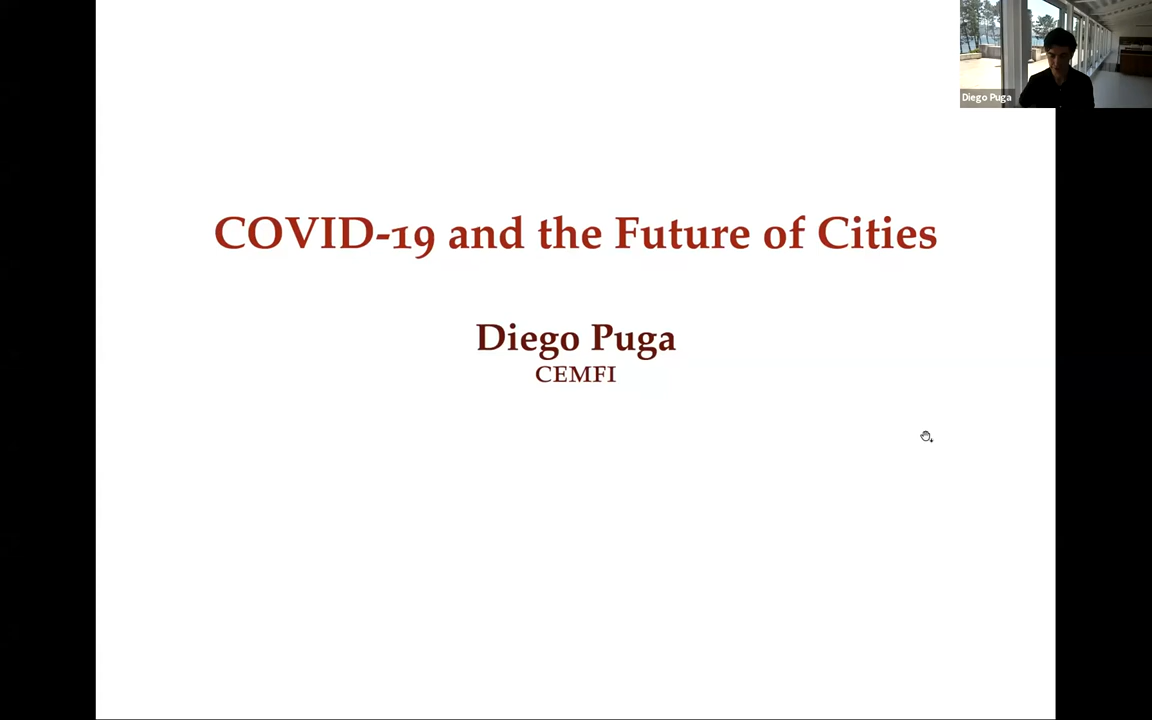 COVID-19 and the Future of Cities
Diego Puga
CEMFI
Diego Puga